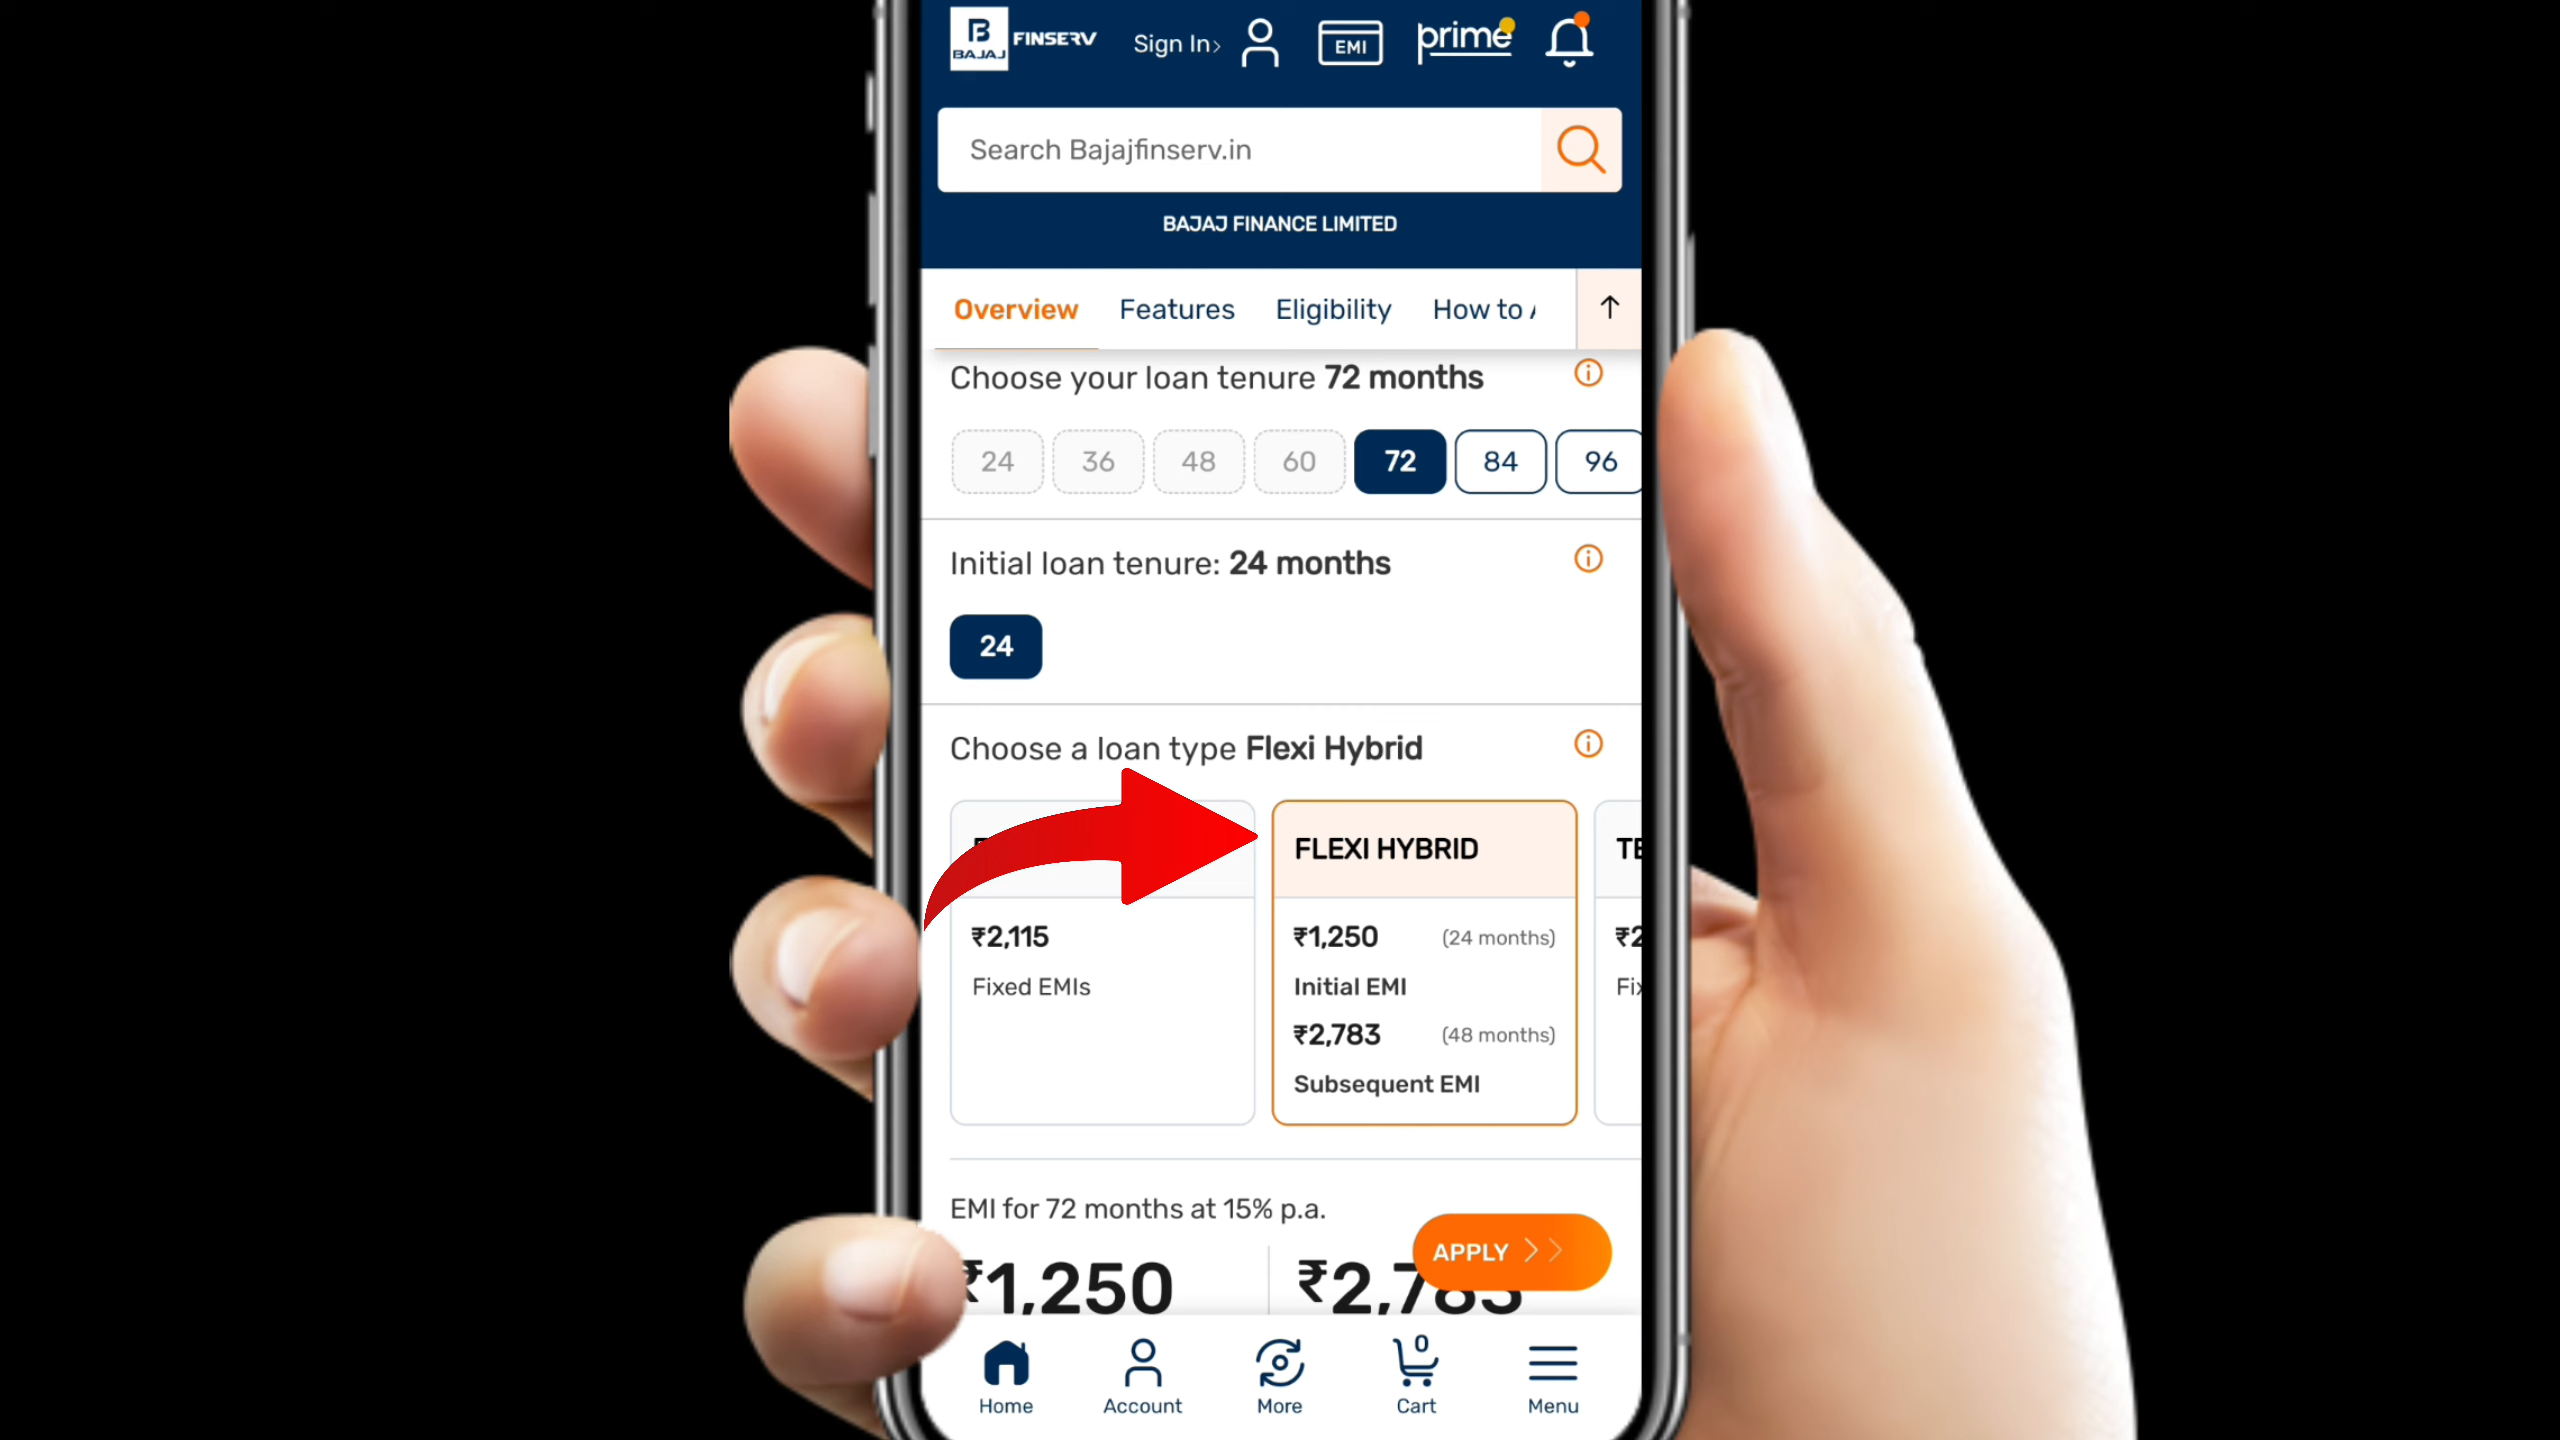 BAJAJ FINSERV Sign In EMI prime
Search Bajajfinserv.in
BAJAJ FINANCE LIMITED
Overview Features Eligibility How to
Choose your loan tenure 72 months
24 36 48 60 72 84 96
Initial loan tenure: 24 months
24
Choose a loan type Flexi Hybrid
FLEXI HYBRID
₹2,115
Fixed EMIs
₹1,250 (24 months)
Initial EMI
₹2,783 (48 months)
Subsequent EMI
EMI for 72 months at 15% p.a.
₹1,250 ₹2,783
APPLY
0
Home Account More Cart Menu